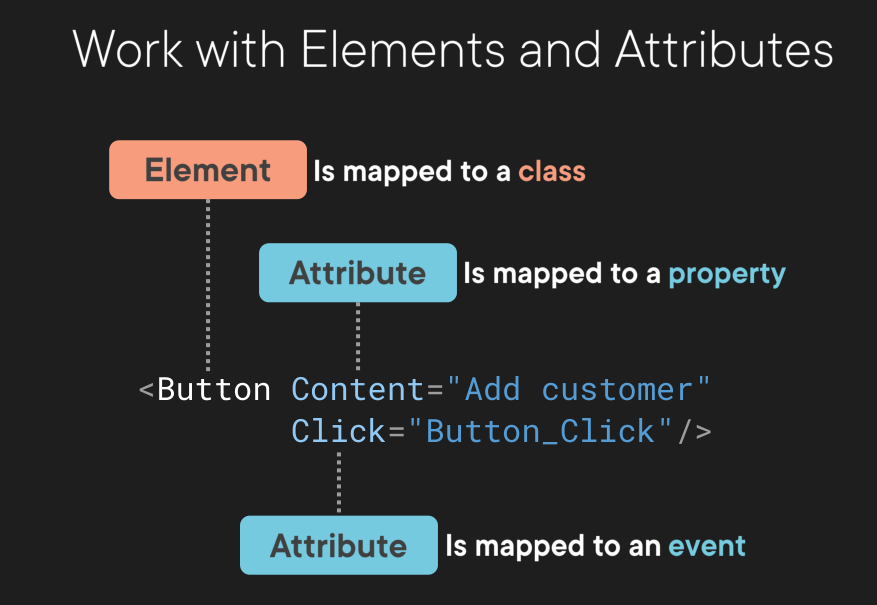 Work with Elements and Attributes
Element Is mapped to a class
Attribute Is mapped to a property
<Button Content="Add customer"
Click="Button_Click"/>
Attribute Is mapped to an event